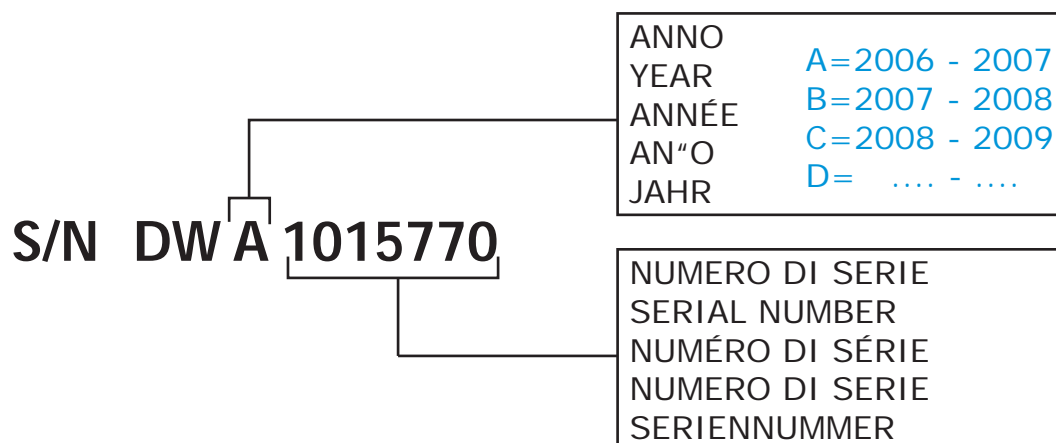 ANNO
YEAR
ANNÉE
AN“O
JAHR
A=2006 - 2007
B=2007 - 2008
C=2008 - 2009
D= .... - ....
S/N DWA 1015770
NUMERO DI SERIE
SERIAL NUMBER
NUMÉRO DI SÉRIE
NUMERO DI SERIE
SERIENNUMMER